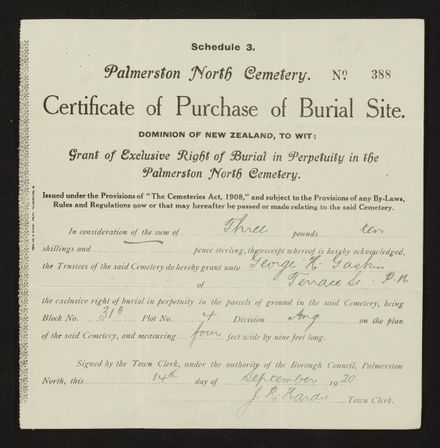 Schedule 3.
Palmerston North Cemetery. No 388
Certificate of Purchase of Burial Site.
DOMINION OF NEW ZEALAND, TO WIT:
Grant of Exclusive Right of Burial in Perpetuity in the
Palmerston North Cemetery.
Issued under the Provisions of "The Cemeteries Act, 1908," and subject to the Provisions of any By-Laws,
Rules and Regulations now or that may hereafter be passed or made relating to the said Cemetery.
In consideration of the sum of Three pounds ten
shillings and pence sterling, the receipt whereof is hereby acknowledged,
the Trustees of the said Cemetery do hereby grant unto George H. Gaskin
of Terrace St P.N
the exclusive right of burial in perpetuity in the parcels of ground in the said Cemetery, being
Block No. 318 Plot No. 4 Division Ang on the plan
of the said Cemetery, and measuring four feet wide by nine feet long.
Signed by the Town Clerk, under the authority of the Borough Council, Palmerston
North, this 14th day of September 1920
J. R. Hardie Town Clerk.